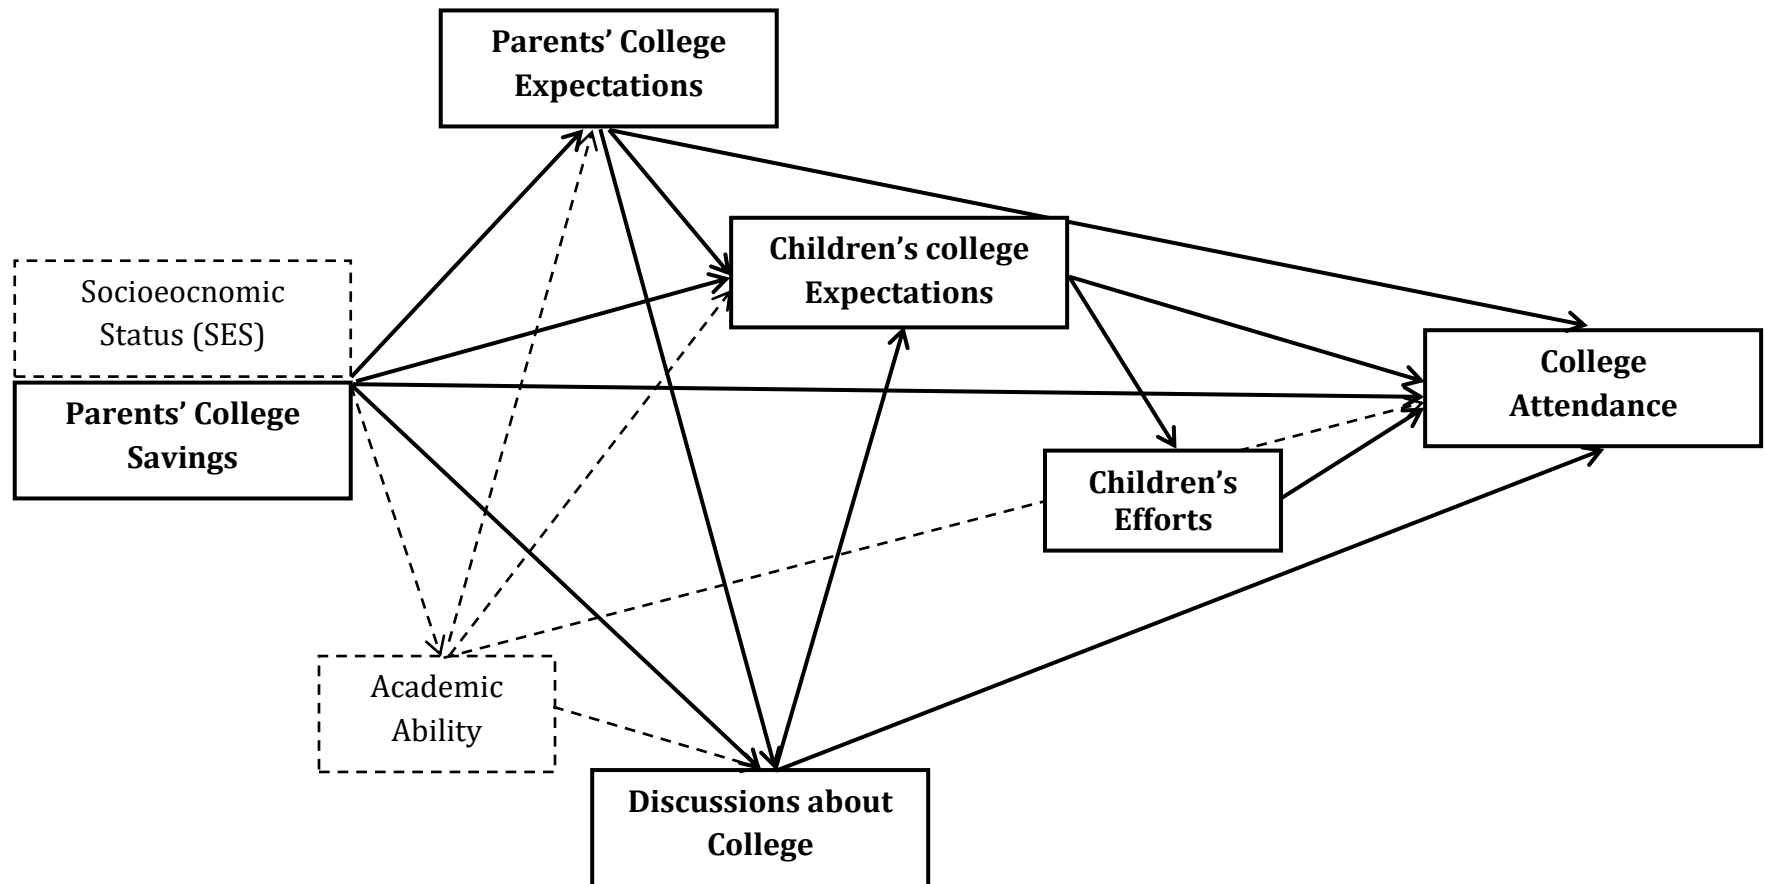 Parents’ College
Expectations
Children’s college
Expectations
Socioeocnomic
Status (SES)
Parents’ College
Savings
College
Attendance
Children’s
Efforts
Academic
Ability
Discussions about
College